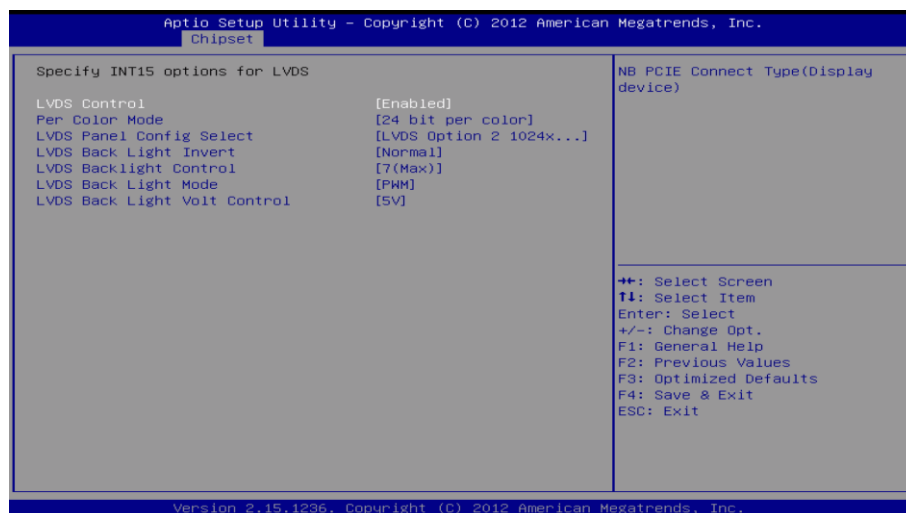 Aptio Setup Utility – Copyright (C) 2012 American Megatrends, Inc.
Chipset
Specify INT15 options for LVDS
LVDS Control [Enabled]
Per Color Mode [24 bit per color]
LVDS Panel Config Select [LVDS Option 2 1024x...]
LVDS Back Light Invert [Normal]
LVDS Backlight Control [7(Max)]
LVDS Back Light Mode [PWM]
LVDS Back Light Volt Control [5V]
NB PCIE Connect Type(Display
device)
→←: Select Screen
↑↓: Select Item
Enter: Select
+/-: Change Opt.
F1: General Help
F2: Previous Values
F3: Optimized Defaults
F4: Save & Exit
ESC: Exit
Version 2.15.1236. Copyright (C) 2012 American Megatrends, Inc.